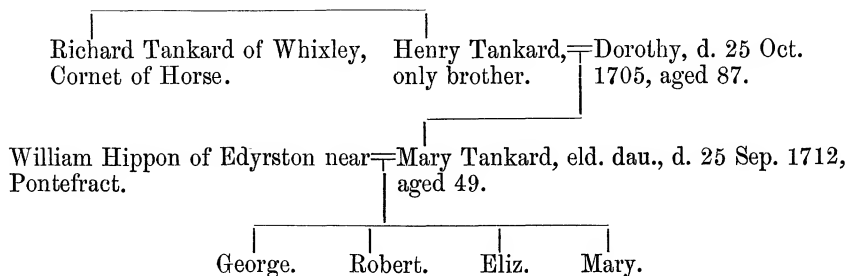 Richard Tankard of Whixley, Henry Tankard, Dorothy, d. 25 Oct.
Cornet of Horse. only brother. 1705, aged 87.
William Hippon of Edyrston near Mary Tankard, eld. dau., d. 25 Sep. 1712,
Pontefract. aged 49.
George. Robert. Eliz. Mary.